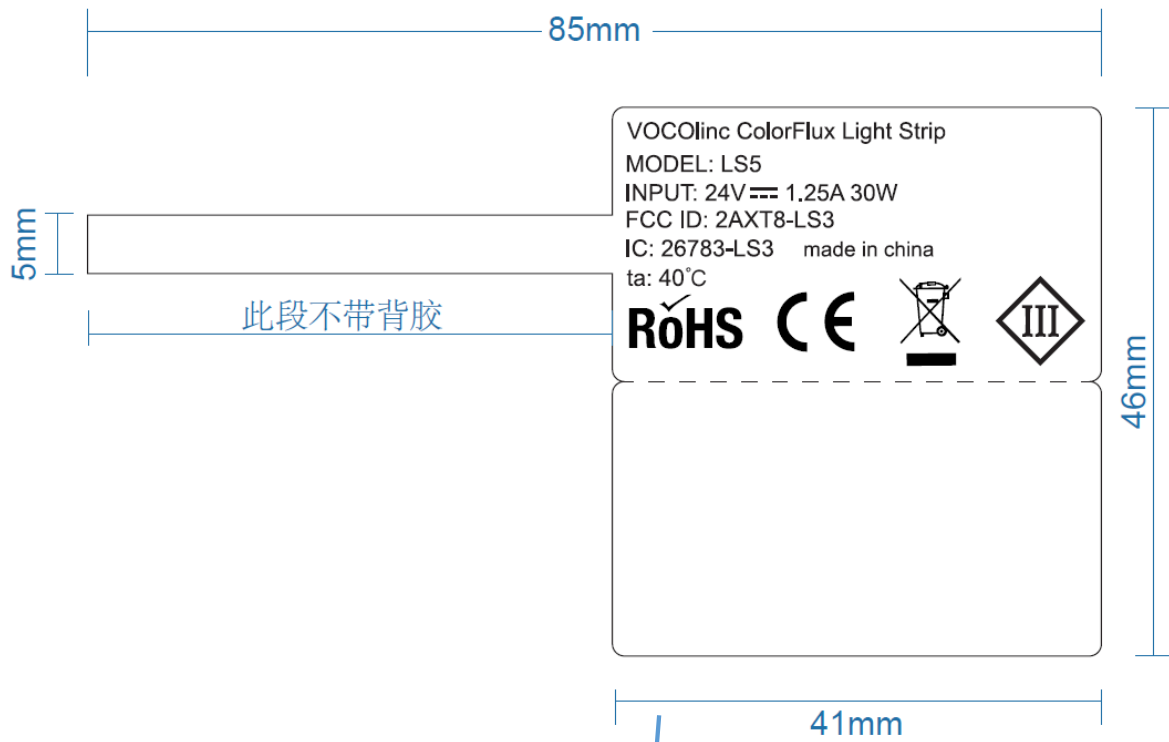 85mm
VOCOlinc ColorFlux Light Strip
MODEL: LS5
INPUT: 24V⎓1.25A 30W
FCC ID: 2AXT8-LS3
IC: 26783-LS3 made in china
ta: 40°C
RoHS CE III
5mm
此段不带背胶
46mm
41mm